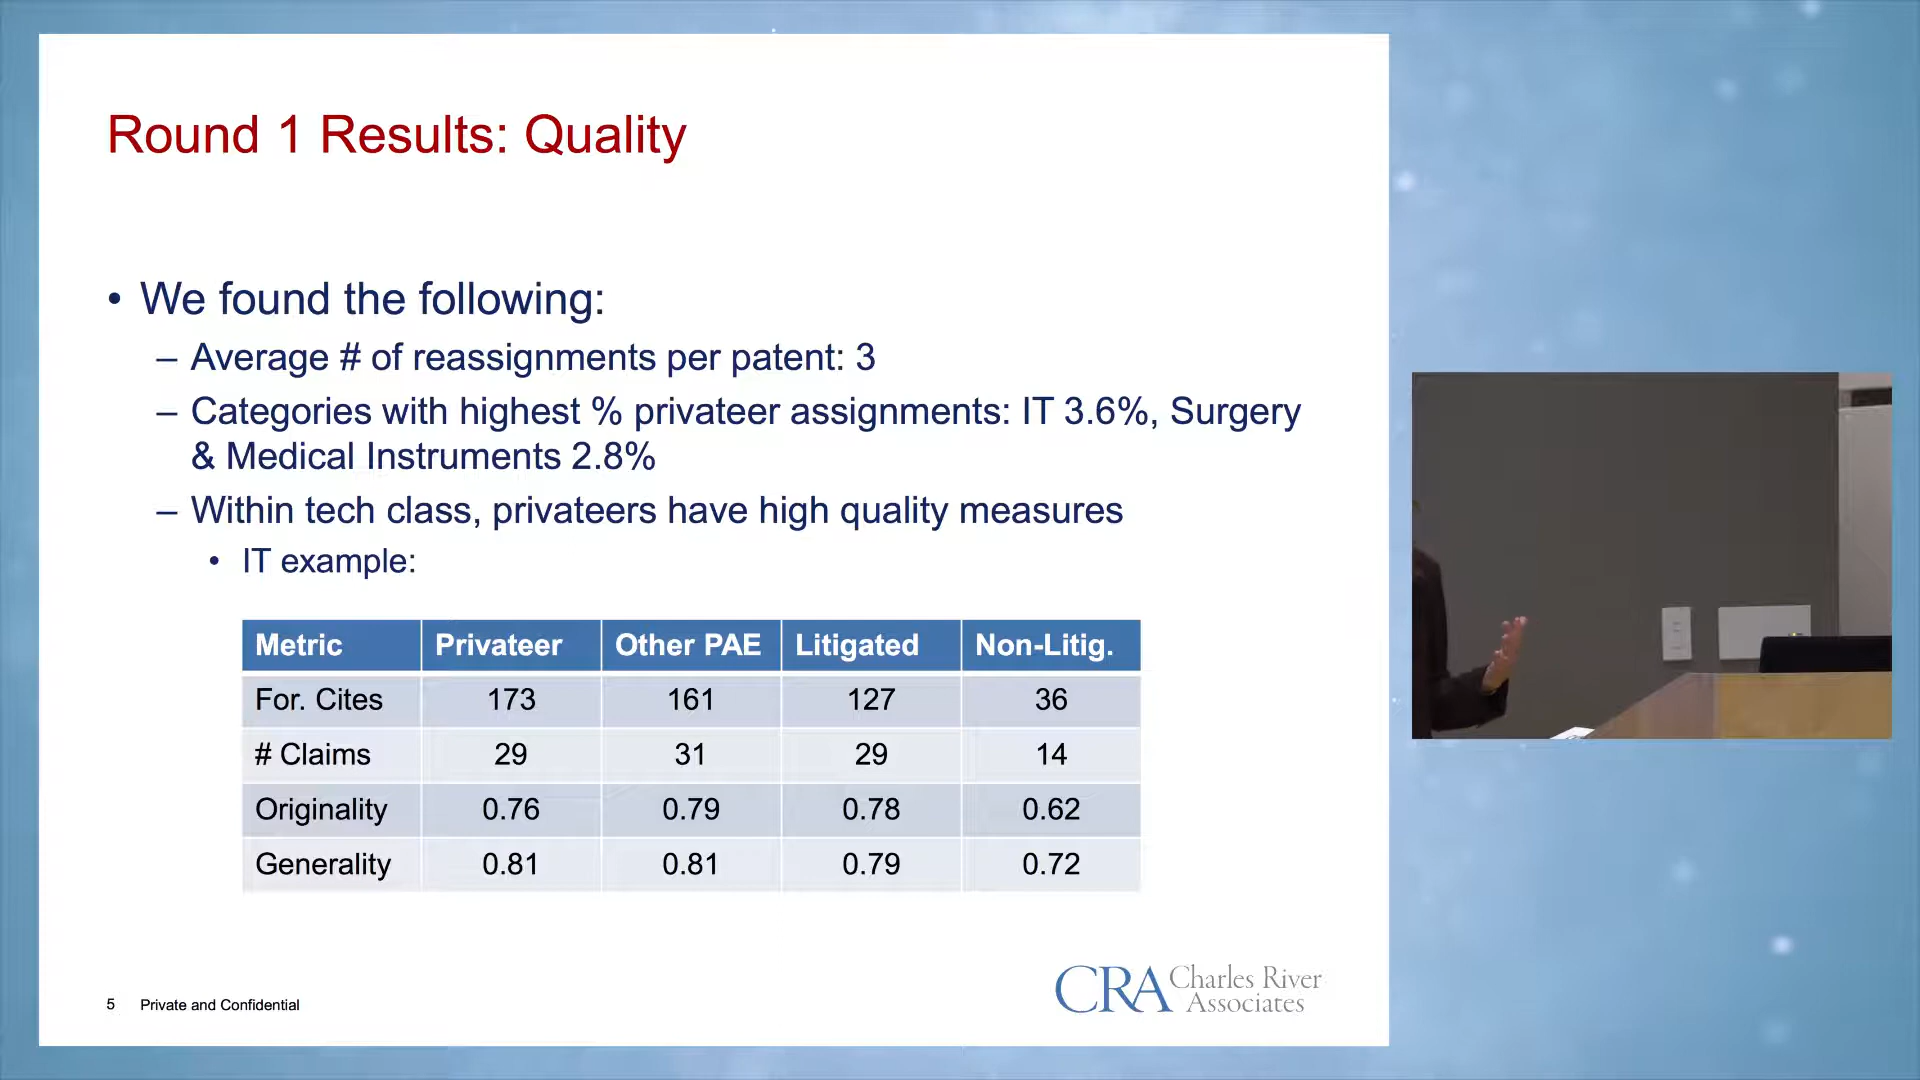 Round 1 Results: Quality
• We found the following:
– Average # of reassignments per patent: 3
– Categories with highest % privateer assignments: IT 3.6%, Surgery
& Medical Instruments 2.8%
– Within tech class, privateers have high quality measures
• IT example:
Metric Privateer Other PAE Litigated Non-Litig.
For. Cites 173 161 127 36
# Claims 29 31 29 14
Originality 0.76 0.79 0.78 0.62
Generality 0.81 0.81 0.79 0.72
CRA Charles River
Associates
5 Private and Confidential